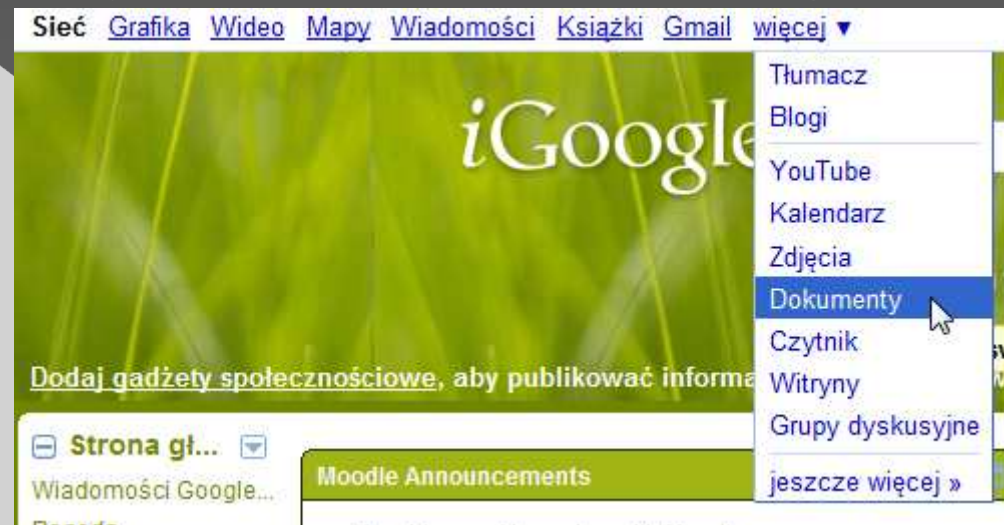 Sieć Grafika Wideo Mapy Wiadomości Książki Gmail więcej ▼
Tłumacz
Blogi
YouTube
Kalendarz
Zdjęcia
Dokumenty
Czytnik
Witryny
Grupy dyskusyjne
jeszcze więcej »
iGoogle
Dodaj gadżety społecznościowe, aby publikować
Strona gł...
Wiadomości Google...
Moodle Announcements